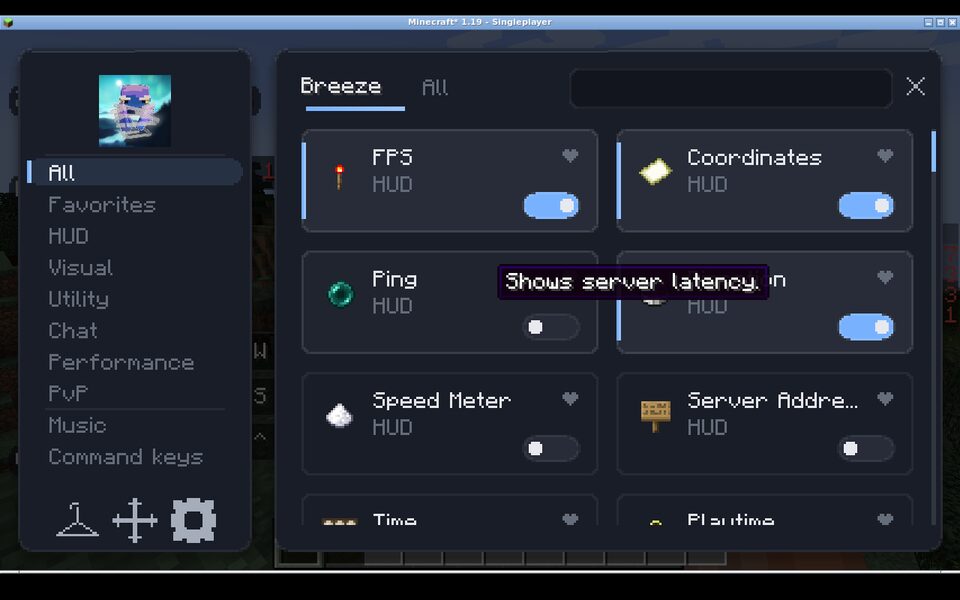 Minecraft* 1.19 - Singleplayer
All
Favorites
HUD
Visual
Utility
Chat
Performance
PvP
Music
Command keys
Breeze All
FPS
HUD
Coordinates
HUD
Ping
HUD
Shows server latency.
HUD
Speed Meter
HUD
Server Addre...
HUD
Time
Playtime
W
S